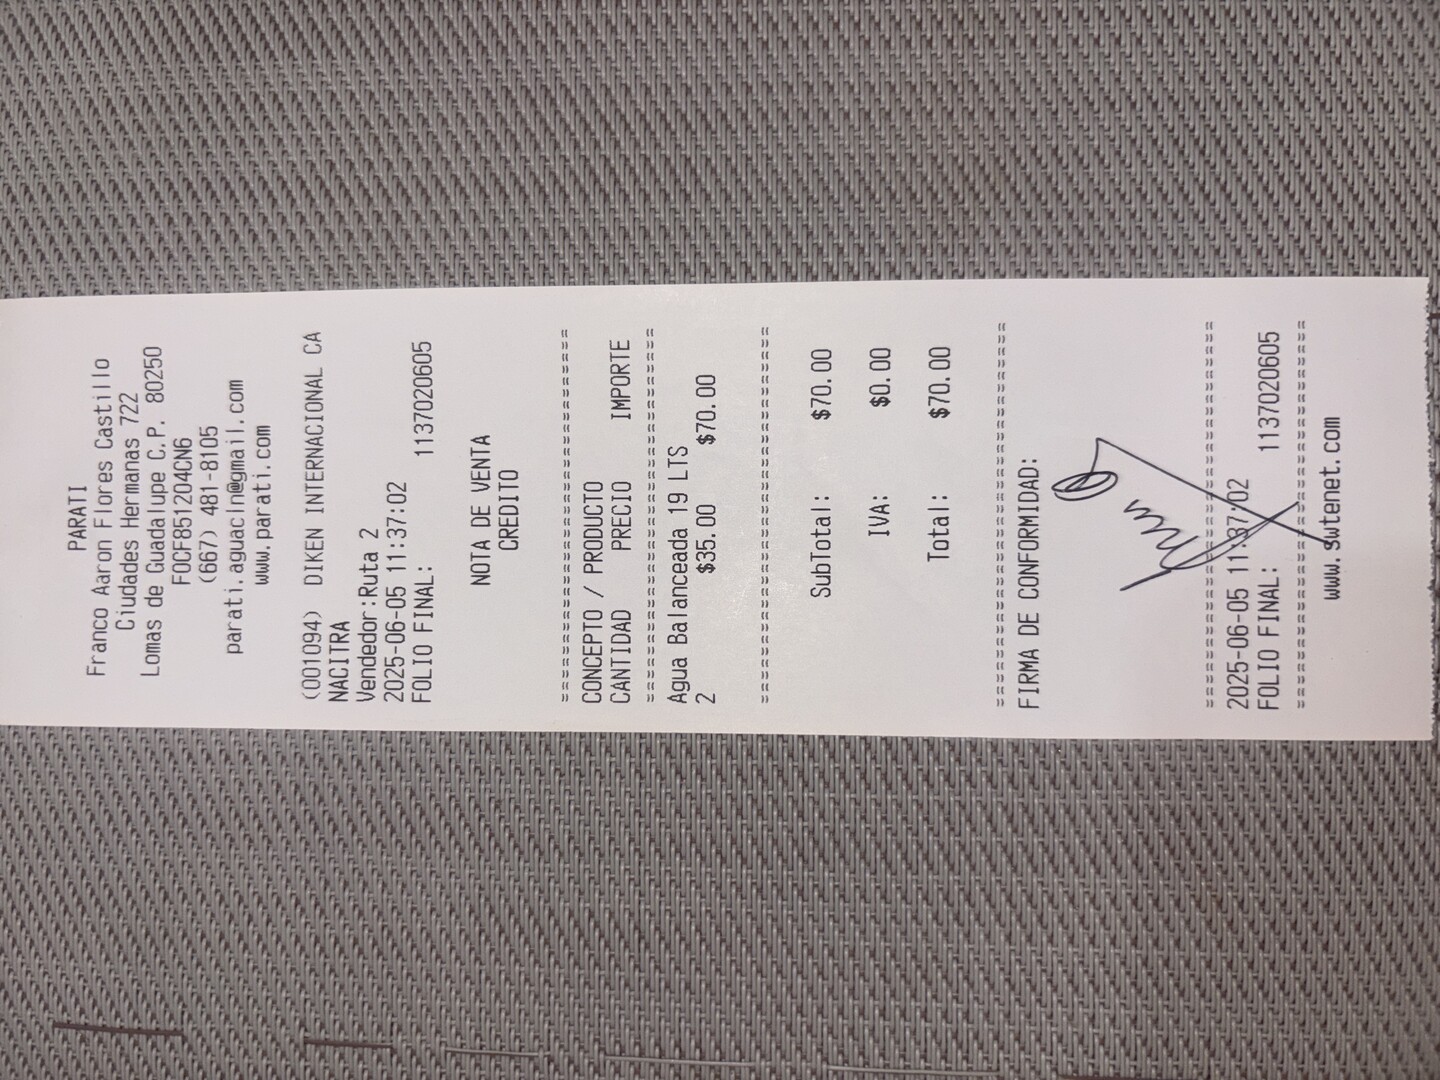 PARATI
Franco Aaron Flores Castillo
Ciudades Hermanas 722
Lomas de Guadalupe C.P. 80250
FOCF851204CN6
(667) 481-8105
parati.aguacln@gmail.com
www.parati.com
(001094) DIKEN INTERNACIONAL CA
NACITRA
Vendedor:Ruta 2
2025-06-05 11:37:02
FOLIO FINAL: 1137020605
NOTA DE VENTA
CREDITO
===============================
CONCEPTO / PRODUCTO
CANTIDAD PRECIO IMPORTE
===============================
Agua Balanceada 19 LTS
2 $35.00 $70.00
===============================
SubTotal: $70.00
IVA: $0.00
Total: $70.00
===============================
FIRMA DE CONFORMIDAD:
===============================
2025-06-05 11:37:02
FOLIO FINAL: 1137020605
===============================
www.swtenet.com